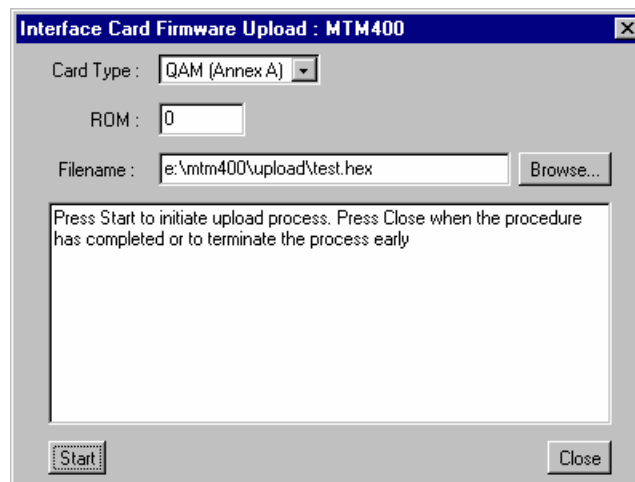 Interface Card Firmware Upload : MTM400
Card Type : QAM (Annex A)
ROM : 0
Filename : e:\mtm400\upload\test.hex Browse...
Press Start to initiate upload process. Press Close when the procedure
has completed or to terminate the process early
Start Close